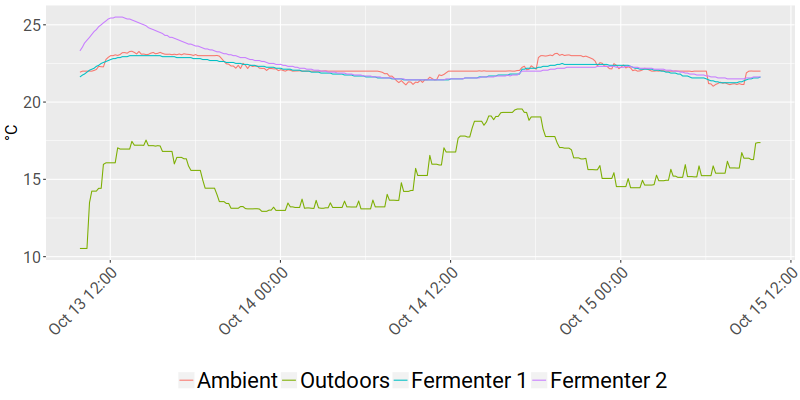 25
20
15
10
°C
Oct 13 12:00
Oct 14 00:00
Oct 14 12:00
Oct 15 00:00
Oct 15 12:00
Ambient Outdoors Fermenter 1 Fermenter 2